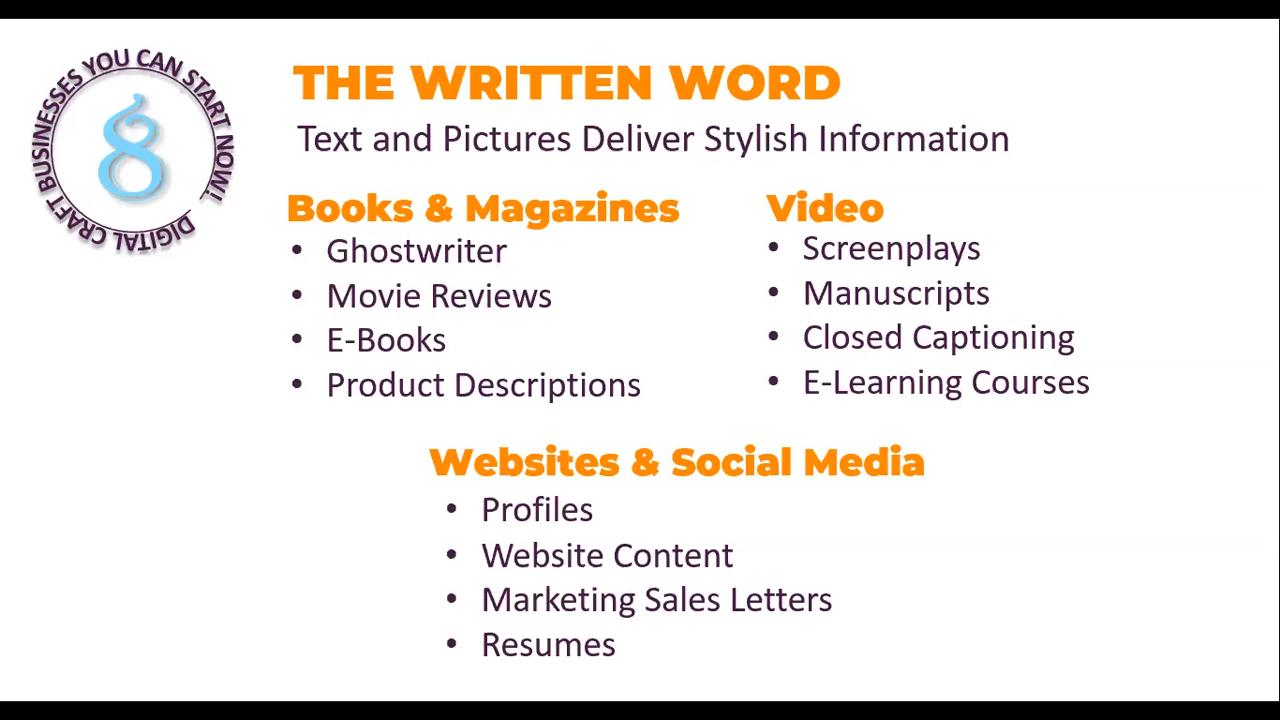 8 DIGITAL CRAFT BUSINESSES YOU CAN START NOW!
THE WRITTEN WORD
Text and Pictures Deliver Stylish Information
Books & Magazines
• Ghostwriter
• Movie Reviews
• E-Books
• Product Descriptions
Video
• Screenplays
• Manuscripts
• Closed Captioning
• E-Learning Courses
Websites & Social Media
• Profiles
• Website Content
• Marketing Sales Letters
• Resumes